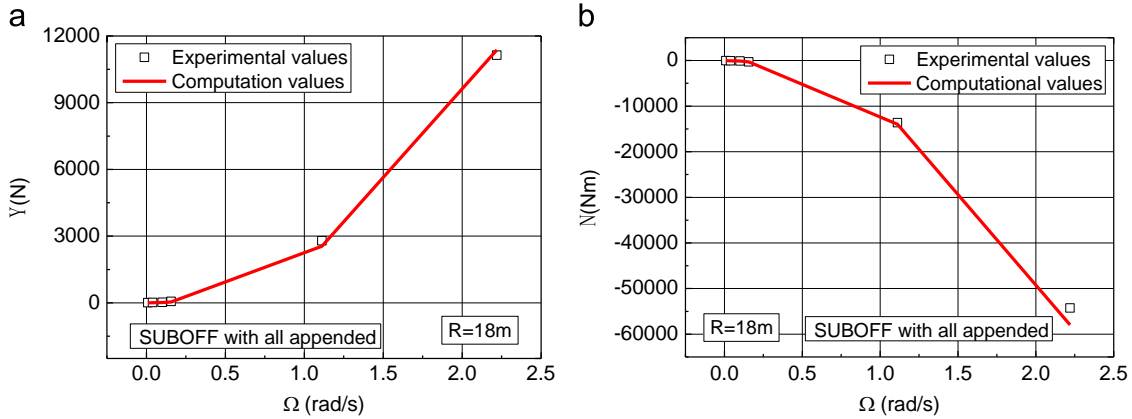 a
12000
9000
6000
3000
0
Y(N)
Experimental values
Computation values
SUBOFF with all appended
R=18m
0.0 0.5 1.0 1.5 2.0 2.5
Ω (rad/s)
b
0
-10000
-20000
-30000
-40000
-50000
-60000
N(Nm)
Experimental values
Computational values
R=18m
SUBOFF with all appended
0.0 0.5 1.0 1.5 2.0 2.5
Ω (rad/s)